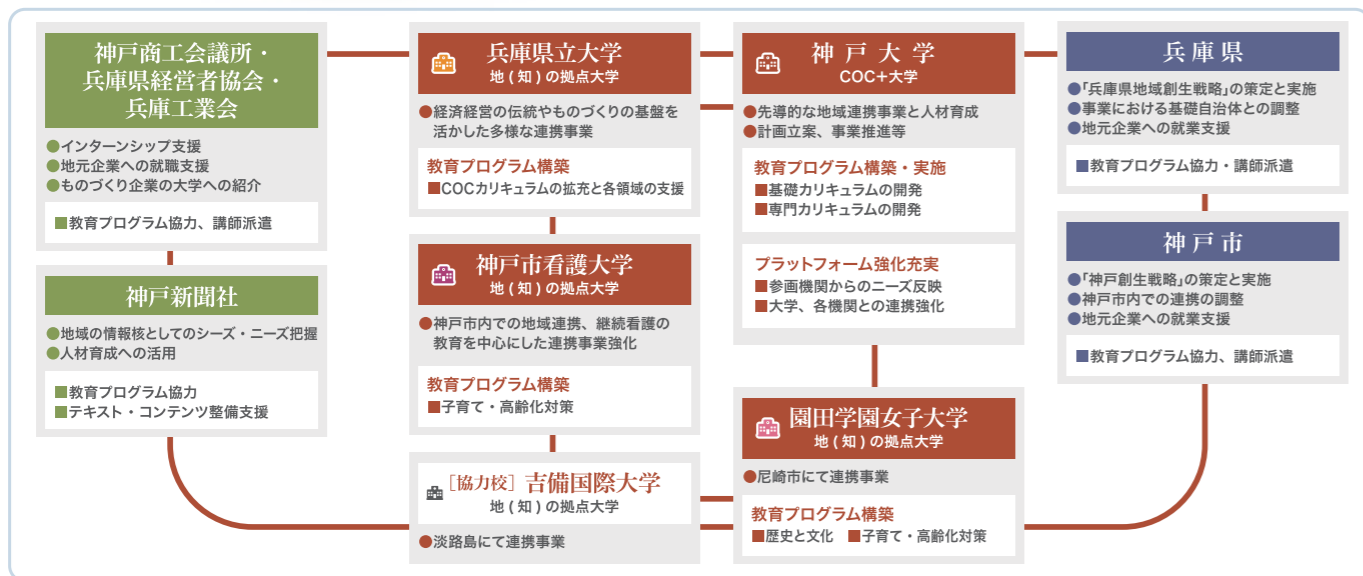 神戸商工会議所・
兵庫県経営者協会・
兵庫工業会
●インターンシップ支援
●地元企業への就職支援
●ものづくり企業の大学への紹介
■教育プログラム協力、講師派遣
神戸新聞社
●地域の情報核としてのシーズ・ニーズ把握
●人材育成への活用
■教育プログラム協力
■テキスト・コンテンツ整備支援
兵庫県立大学
地(知)の拠点大学
●経済経営の伝統やものづくりの基盤を
活かした多様な連携事業
教育プログラム構築
■COCカリキュラムの拡充と各領域の支援
神戸市看護大学
地(知)の拠点大学
●神戸市内での地域連携、継続看護の
教育を中心にした連携事業強化
教育プログラム構築
■子育て・高齢化対策
［協力校］吉備国際大学
地(知)の拠点大学
●淡路島にて連携事業
神戸大学
COC+大学
●先導的な地域連携事業と人材育成
●計画立案、事業推進等
教育プログラム構築・実施
■基礎カリキュラムの開発
■専門カリキュラムの開発
プラットフォーム強化充実
■参画機関からのニーズ反映
■大学、各機関との連携強化
園田学園女子大学
地(知)の拠点大学
●尼崎市にて連携事業
教育プログラム構築
■歴史と文化 ■子育て・高齢化対策
兵庫県
●「兵庫県地域創生戦略」の策定と実施
●事業における基礎自治体との調整
●地元企業への就業支援
■教育プログラム協力・講師派遣
神戸市
●「神戸創生戦略」の策定と実施
●神戸市内での連携の調整
●地元企業への就業支援
■教育プログラム協力、講師派遣